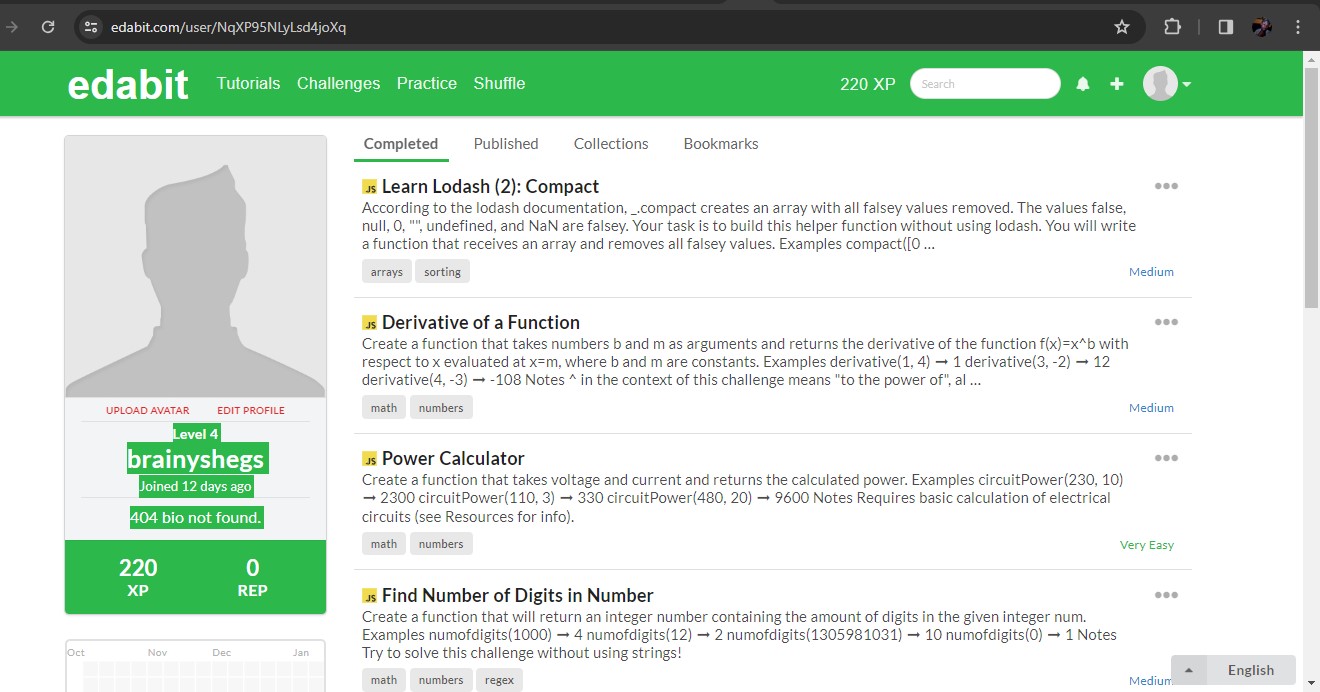 edabit.com/user/NqXP95NLyLsd4joXq
edabit Tutorials Challenges Practice Shuffle 220 XP Search
UPLOAD AVATAR EDIT PROFILE
Level 4
brainyshegs
Joined 12 days ago
404 bio not found.
220 0
XP REP
Oct Nov Dec Jan
Completed Published Collections Bookmarks
JS Learn Lodash (2): Compact
According to the lodash documentation, _.compact creates an array with all falsey values removed. The values false,
null, 0, "", undefined, and NaN are falsey. Your task is to build this helper function without using lodash. You will write
a function that receives an array and removes all falsey values. Examples compact([0 ...
arrays sorting Medium
JS Derivative of a Function
Create a function that takes numbers b and m as arguments and returns the derivative of the function f(x)=x^b with
respect to x evaluated at x=m, where b and m are constants. Examples derivative(1, 4) ➞ 1 derivative(3, -2) ➞ 12
derivative(4, -3) ➞ -108 Notes ^ in the context of this challenge means "to the power of", al ...
math numbers Medium
JS Power Calculator
Create a function that takes voltage and current and returns the calculated power. Examples circuitPower(230, 10)
➞ 2300 circuitPower(110, 3) ➞ 330 circuitPower(480, 20) ➞ 9600 Notes Requires basic calculation of electrical
circuits (see Resources for info).
math numbers Very Easy
JS Find Number of Digits in Number
Create a function that will return an integer number containing the amount of digits in the given integer num.
Examples numofdigits(1000) ➞ 4 numofdigits(12) ➞ 2 numofdigits(1305981031) ➞ 10 numofdigits(0) ➞ 1 Notes
Try to solve this challenge without using strings!
math numbers regex Medium
English